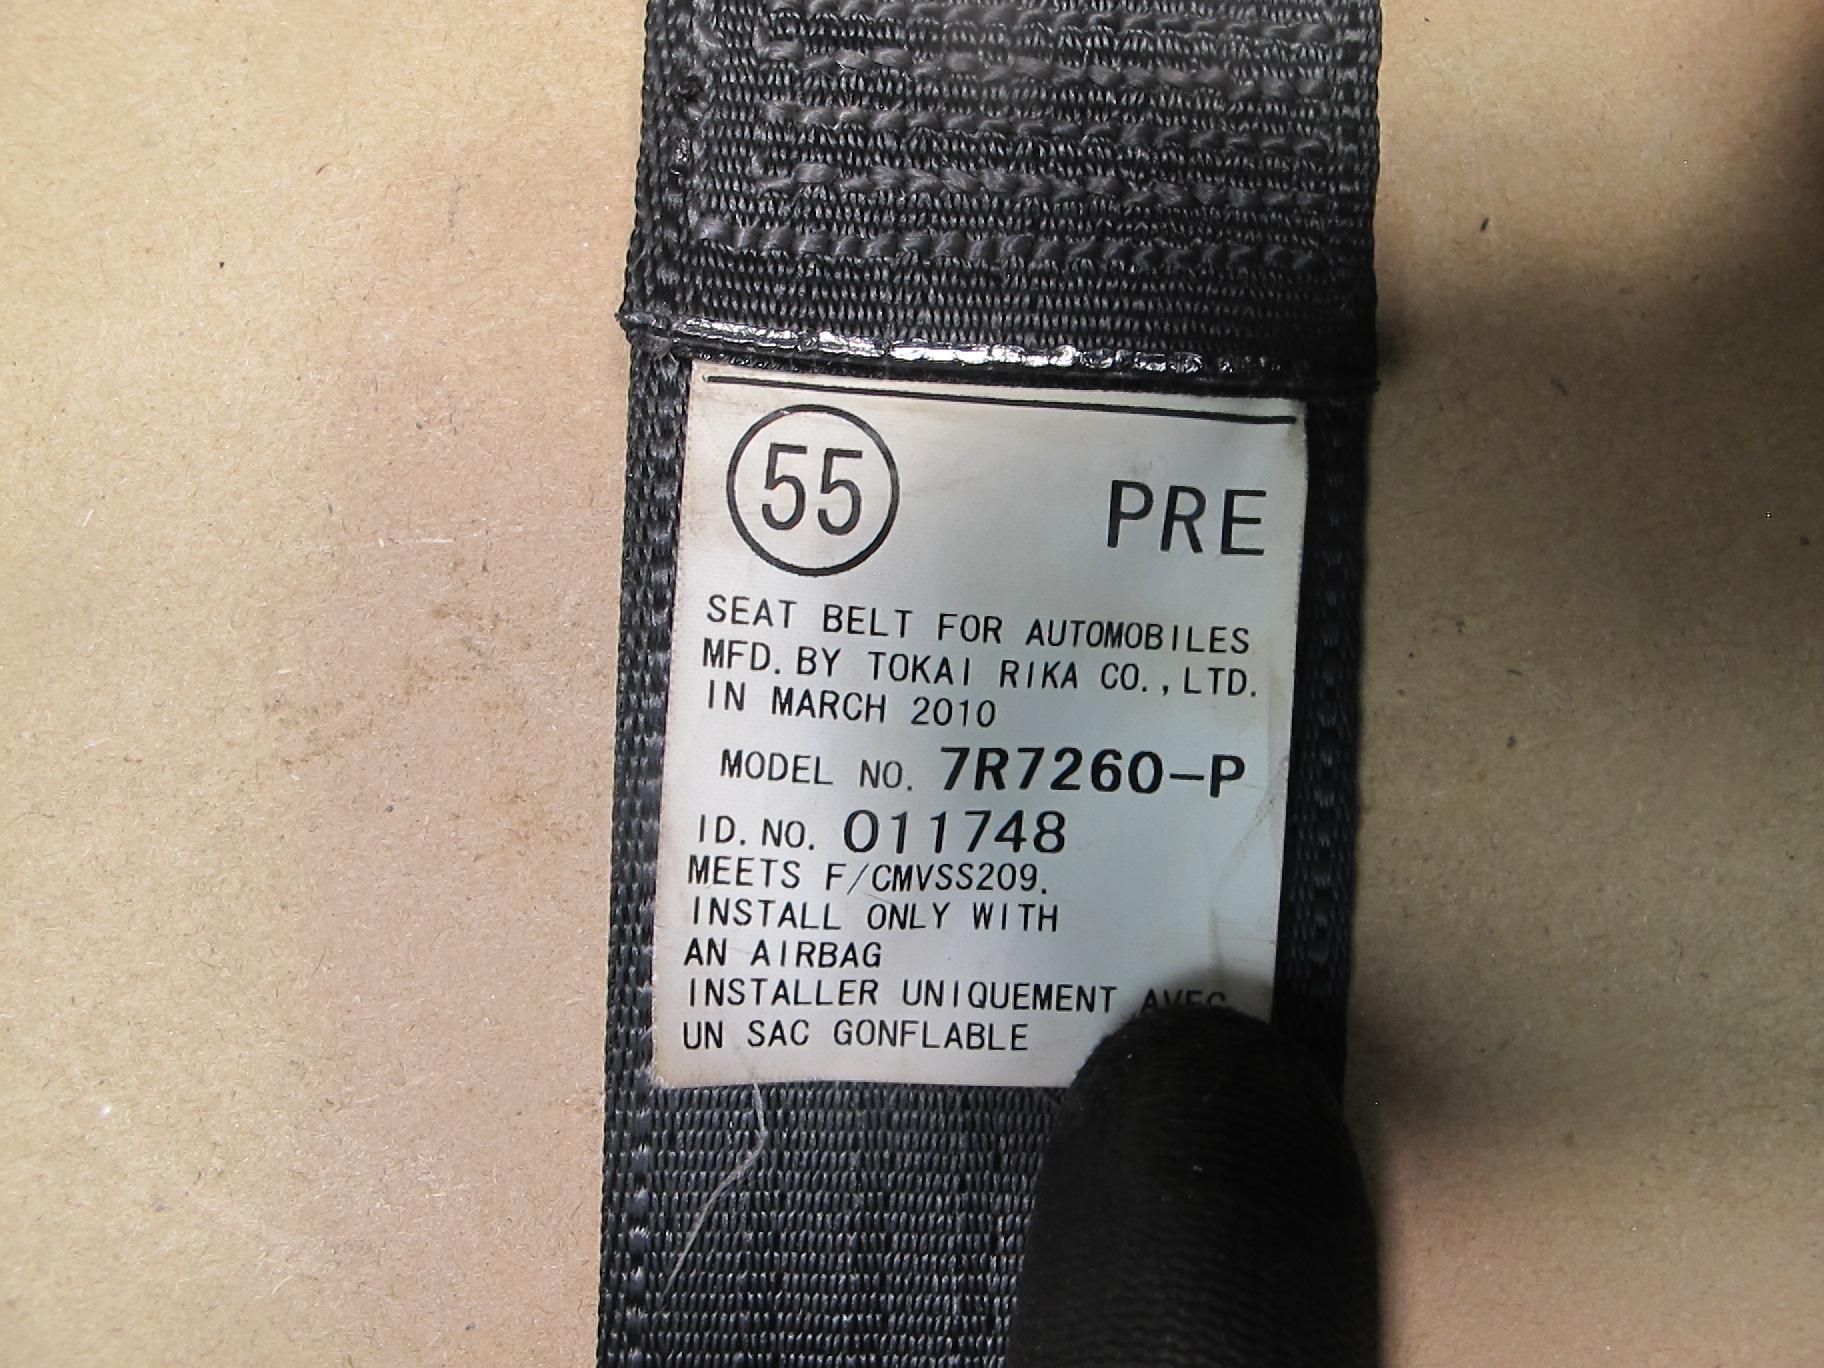 55 PRE
SEAT BELT FOR AUTOMOBILES
MFD. BY TOKAI RIKA CO., LTD.
IN MARCH 2010
MODEL NO. 7R7260-P
ID. NO. 011748
MEETS F/CMVSS209.
INSTALL ONLY WITH
AN AIRBAG
INSTALLER UNIQUEMENT AVEC
UN SAC GONFLABLE